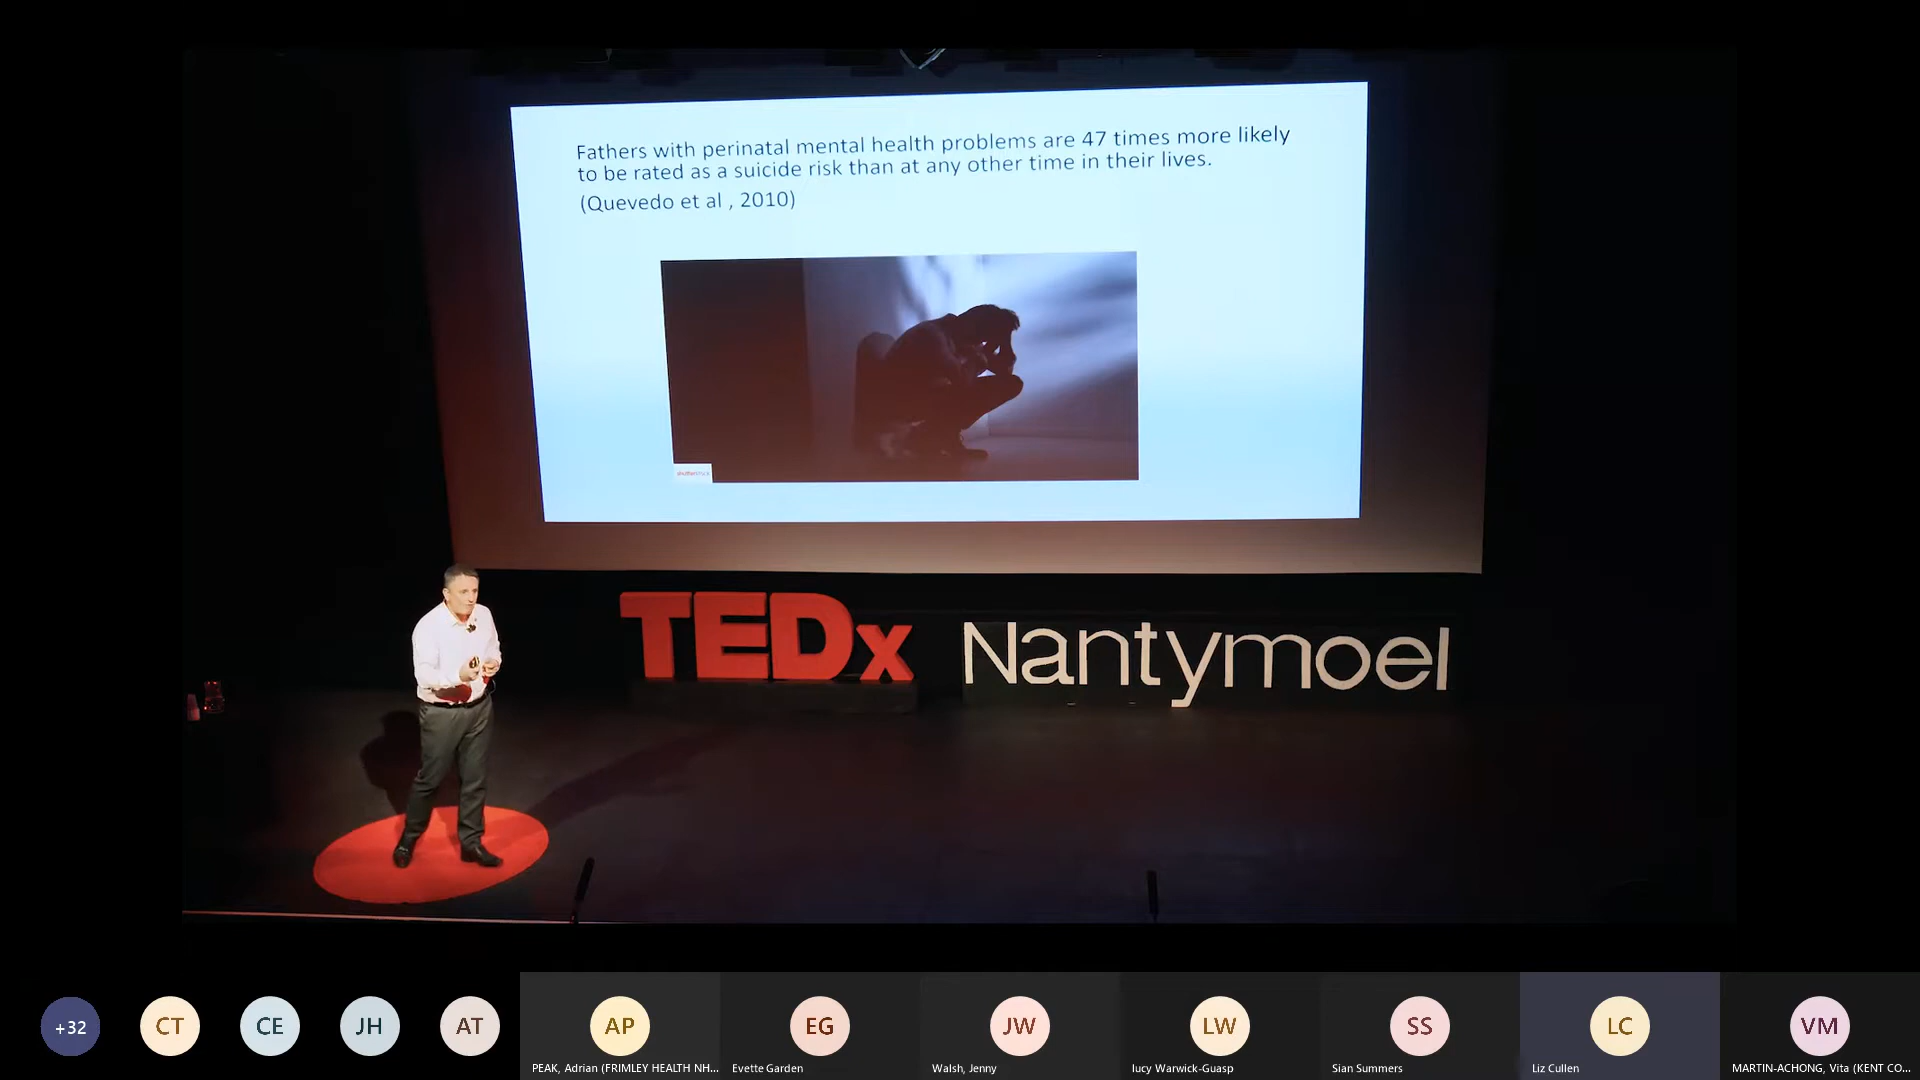 Fathers with perinatal mental health problems are 47 times more likely
to be rated as a suicide risk than at any other time in their lives.
(Quevedo et al , 2010)
shutterstock
TEDx Nantymoel
+32
CT
CE
JH
AT
AP
EG
JW
LW
SS
LC
VM
PEAK, Adrian (FRIMLEY HEALTH NH...
Evette Garden
Walsh, Jenny
lucy Warwick-Guasp
Sian Summers
Liz Cullen
MARTIN-ACHONG, Vita (KENT CO...